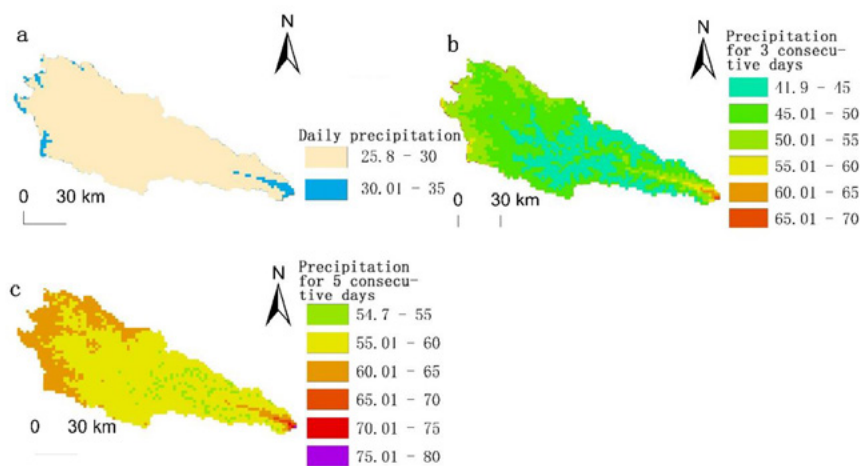 a
N
Daily precipitation
25.8 - 30
30.01 - 35
0 30 km
b
N
Precipitation
for 3 consecu-
tive days
41.9 - 45
45.01 - 50
50.01 - 55
55.01 - 60
60.01 - 65
65.01 - 70
0 30 km
c
N
Precipitation
for 5 consecu-
tive days
54.7 - 55
55.01 - 60
60.01 - 65
65.01 - 70
70.01 - 75
75.01 - 80
0 30 km